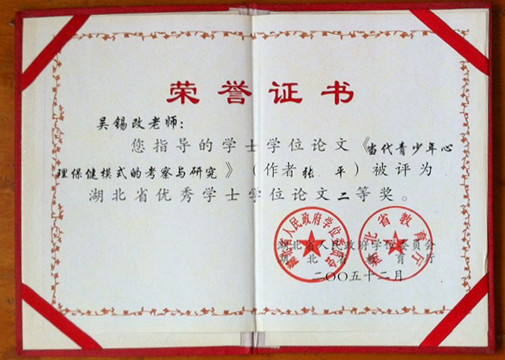 荣誉证书
吴锡改老师:
您指导的学士学位论文《当代青少年心
理保健模式的考察与研究》(作者张 平)被评为
湖北省优秀学士学位论文二等奖。
湖北省人民政府学位委员会
湖北省教育厅
二〇〇五十二月